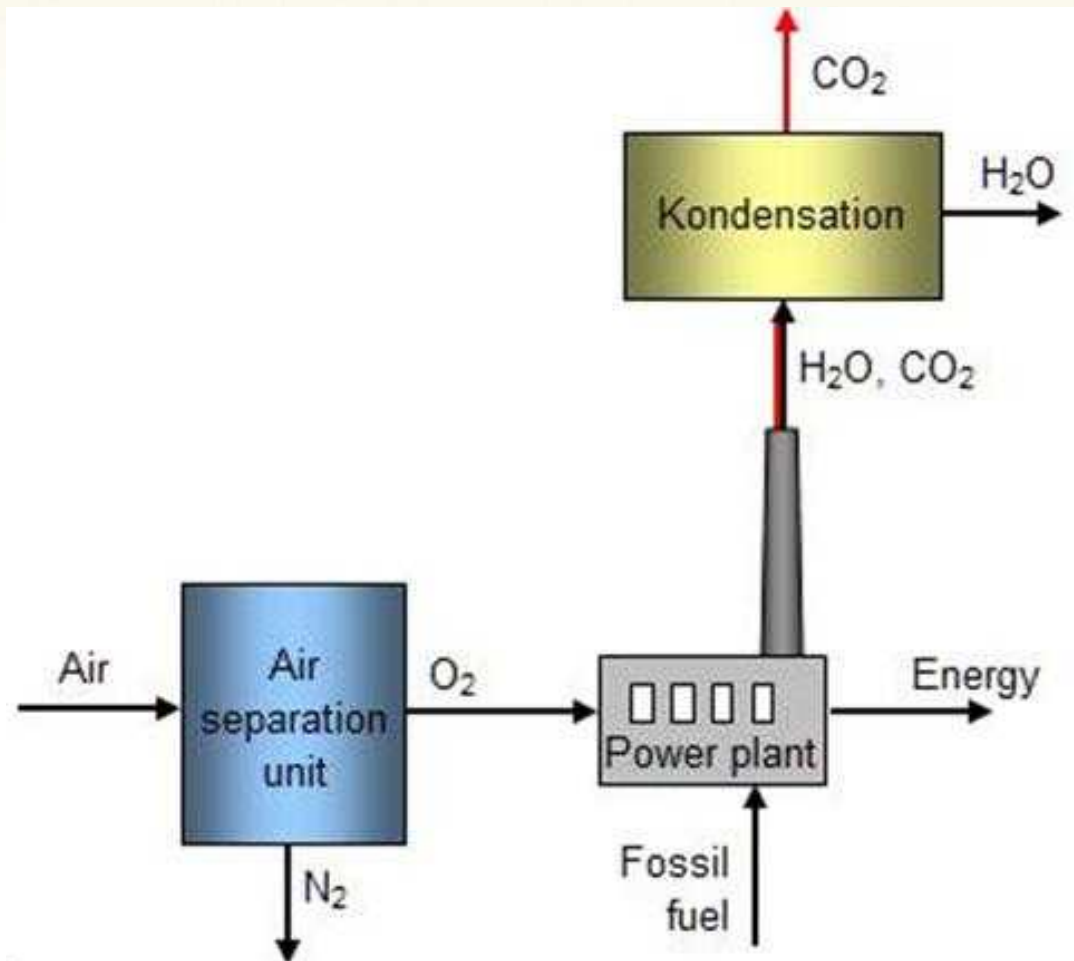 CO₂
Kondensation
H₂O
H₂O, CO₂
Air
Air
separation
unit
O₂
N₂
Power plant
Energy
Fossil
fuel